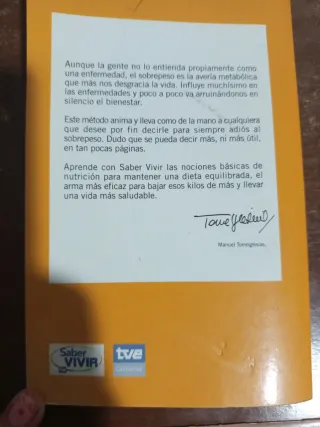 Aunque la gente no lo entienda propiamente como
una enfermedad, el sobrepeso es la avería metabólica
que más nos desgracia la vida. Influye muchísimo en
las enfermedades y poco a poco va arruinándonos en
silencio el bienestar.
Este método anima y lleva como de la mano a cualquiera
que desee por fin decirle para siempre adiós al
sobrepeso. Dudo que se pueda decir más, ni más útil,
en tan pocas páginas.
Aprende con Saber Vivir las nociones básicas de
nutrición para mantener una dieta equilibrada, el
arma más eficaz para bajar esos kilos de más y llevar
una vida más saludable.
Manuel Torreiglesias.
Saber
VIVIR
tve